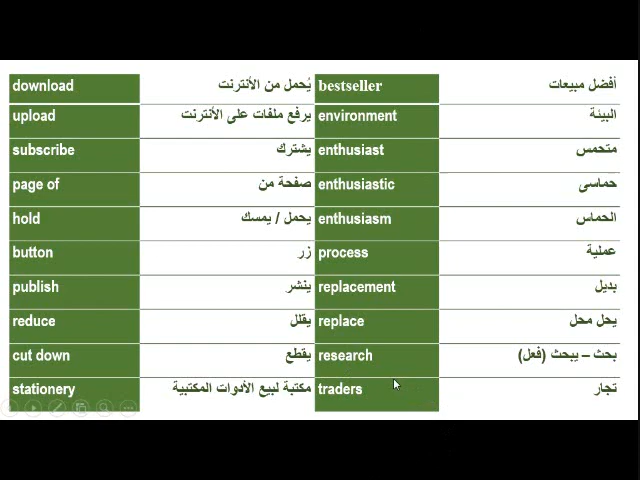 download يُحمل من الأنترنت bestseller أفضل مبيعات
upload يرفع ملفات على الأنترنت environment البيئة
subscribe يشترك enthusiast متحمس
page of صفحة من enthusiastic حماسى
hold يحمل / يمسك enthusiasm الحماس
button زر process عملية
publish ينشر replacement بديل
reduce يقلل replace يحل محل
cut down يقطع research بحث – يبحث (فعل)
stationery مكتبة لبيع الأدوات المكتبية traders تجار